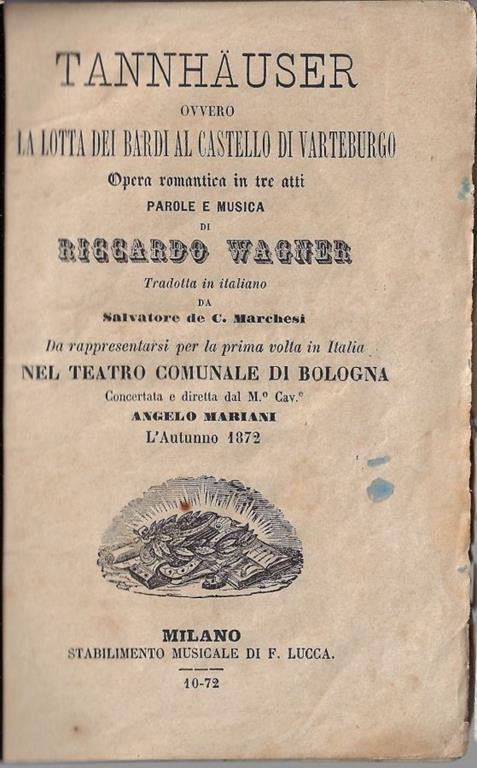 TANNHÄUSER
OVVERO
LA LOTTA DEI BARDI AL CASTELLO DI VARTEBURGO
Opera romantica in tre atti
PAROLE E MUSICA
DI
RICCARDO WAGNER
Tradotta in italiano
DA
Salvatore de C. Marchesi
Da rappresentarsi per la prima volta in Italia
NEL TEATRO COMUNALE DI BOLOGNA
Concertata e diretta dal M.º Cav.º
ANGELO MARIANI
L'Autunno 1872
MILANO
STABILIMENTO MUSICALE DI F. LUCCA.
10-72